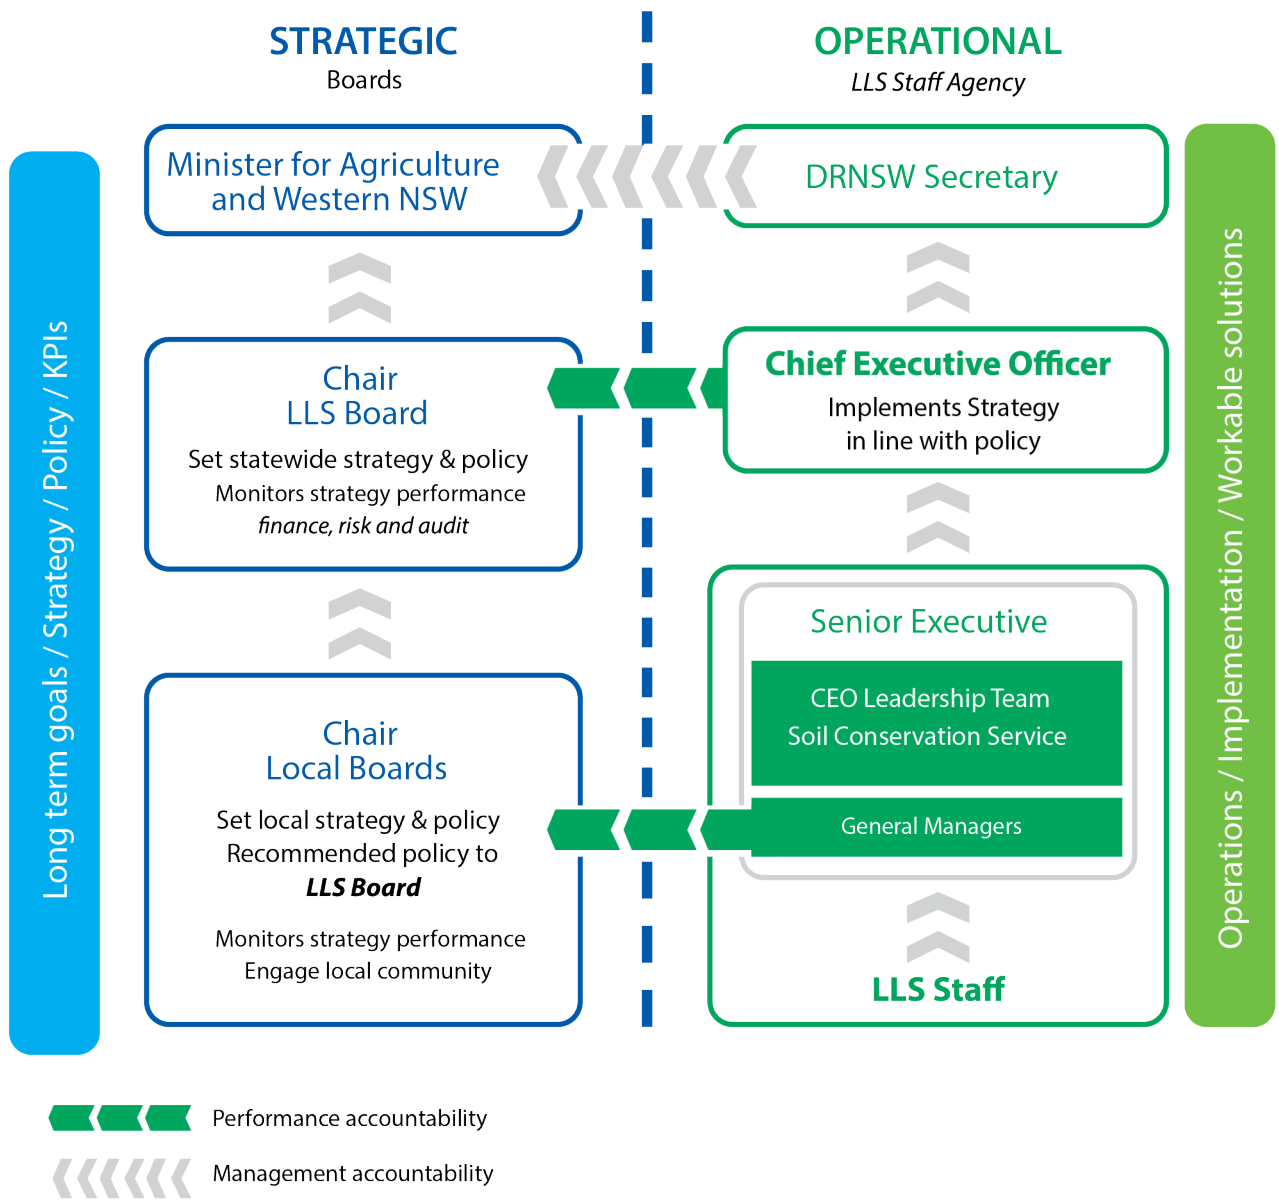 STRATEGIC
Boards
OPERATIONAL
LLS Staff Agency
Long term goals / Strategy / Policy / KPIs
Minister for Agriculture
and Western NSW
Chair
LLS Board
Set statewide strategy & policy
Monitors strategy performance
finance, risk and audit
Chair
Local Boards
Set local strategy & policy
Recommended policy to
LLS Board
Monitors strategy performance
Engage local community
DRNSW Secretary
Chief Executive Officer
Implements Strategy
in line with policy
Senior Executive
CEO Leadership Team
Soil Conservation Service
General Managers
LLS Staff
Operations / Implementation / Workable solutions
Performance accountability
Management accountability